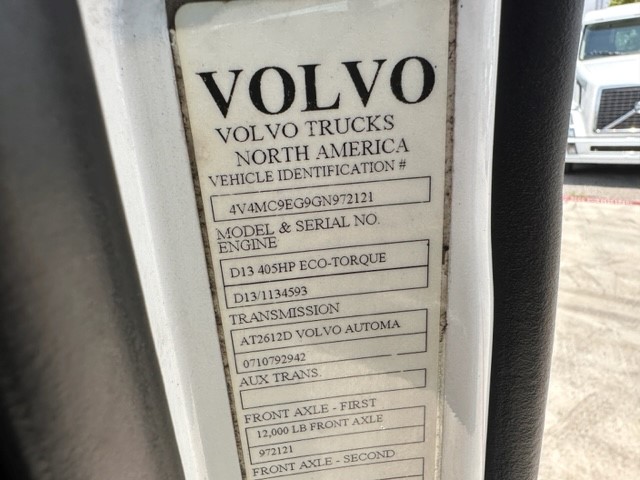 VOLVO
VOLVO TRUCKS
NORTH AMERICA
VEHICLE IDENTIFICATION #
4V4MC9EG9GN972121
MODEL & SERIAL NO.
ENGINE
D13 405HP ECO-TORQUE
D13/1134593
TRANSMISSION
AT2612D VOLVO AUTOMA
0710792942
AUX TRANS.
FRONT AXLE - FIRST
12,000 LB FRONT AXLE
972121
FRONT AXLE - SECOND